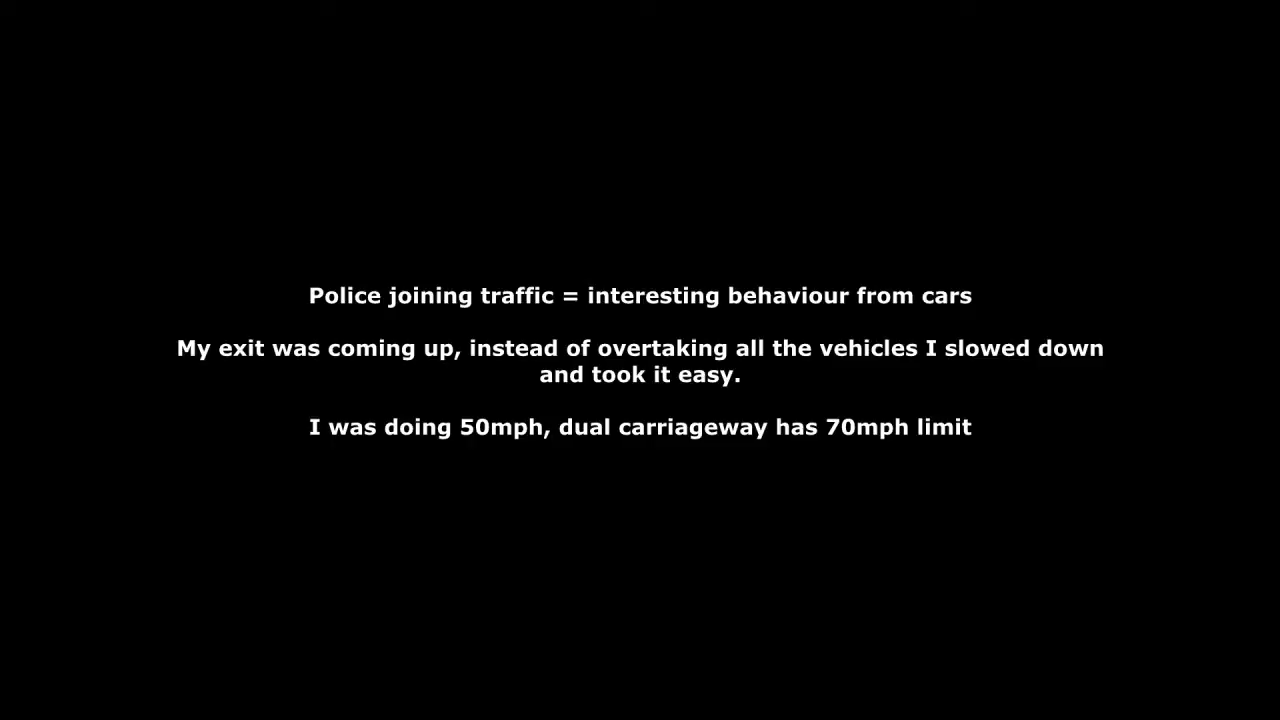 Police joining traffic = interesting behaviour from cars
My exit was coming up, instead of overtaking all the vehicles I slowed down
and took it easy.
I was doing 50mph, dual carriageway has 70mph limit